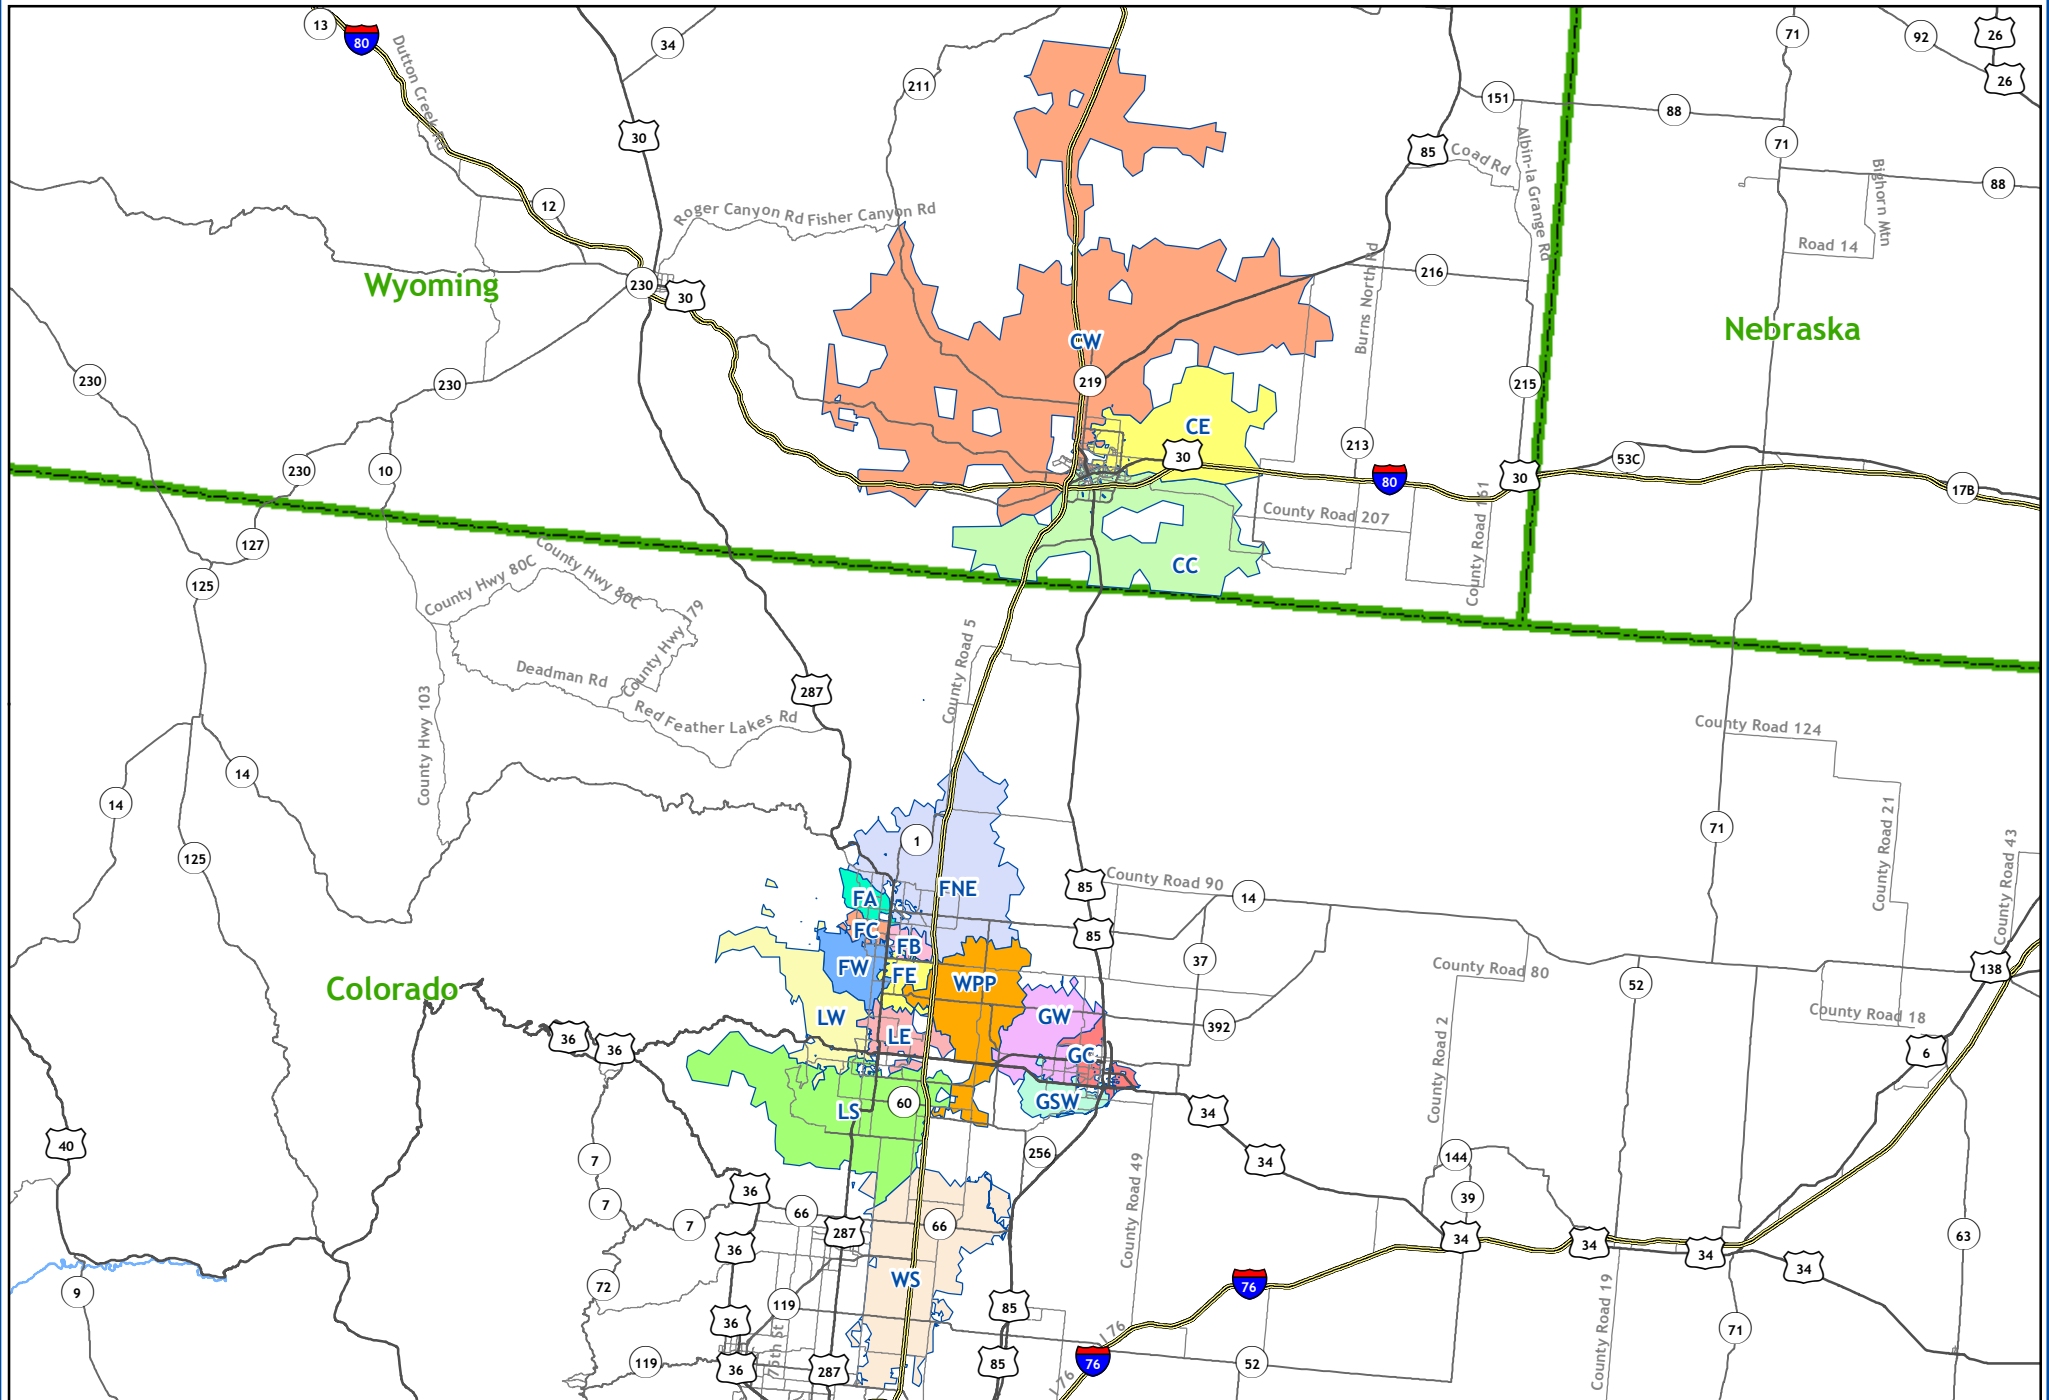 13
80
Dutton Creek Rd
34
30
211
151
88
71
92
26
26
85
Coad Rd
Albin-la Grange Rd
71
Bighorn Mtn
88
12
Roger Canyon Rd
Fisher Canyon Rd
Road 14
216
Burns North Rd
Wyoming
230
30
Nebraska
CW
219
230
230
215
CE
30
213
80
30
53C
17B
230
10
County Road 207
County Road 161
127
125
County Hwy 80C
County Hwy 80C
County Hwy 179
CC
Deadman Rd
287
Red Feather Lakes Rd
County Road 5
County Hwy 103
County Road 124
14
14
125
1
71
County Road 21
County Road 43
FNE
85
County Road 90
14
FA
FC
FB
85
FW
FE
WPP
37
County Road 80
52
138
Colorado
LW
LE
GW
392
County Road 2
County Road 18
36
36
GC
6
LS
60
GSW
34
40
256
34
144
7
36
7
66
7
39
County Road 49
287
66
36
34
34
34
34
63
WS
72
76
9
119
36
85
County Road 19
71
75th St
I 76
119
36
287
85
76
52
I 76